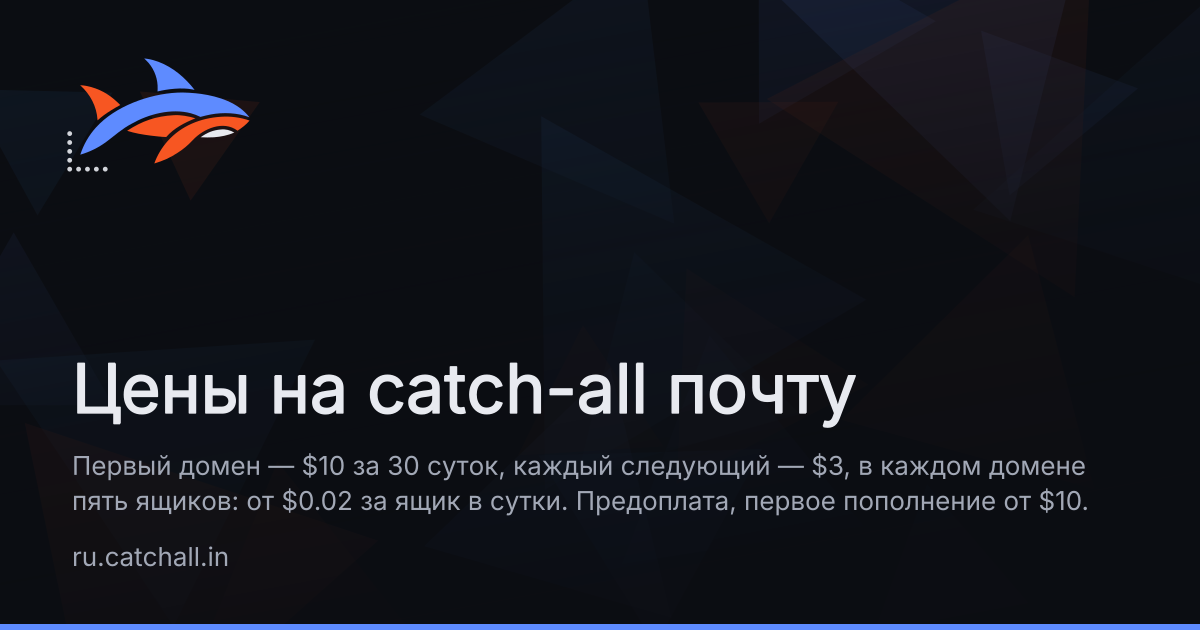 Цены на catch-all почту
Первый домен — $10 за 30 суток, каждый следующий — $3, в каждом домене
пять ящиков: от $0.02 за ящик в сутки. Предоплата, первое пополнение от $10.
ru.catchall.in